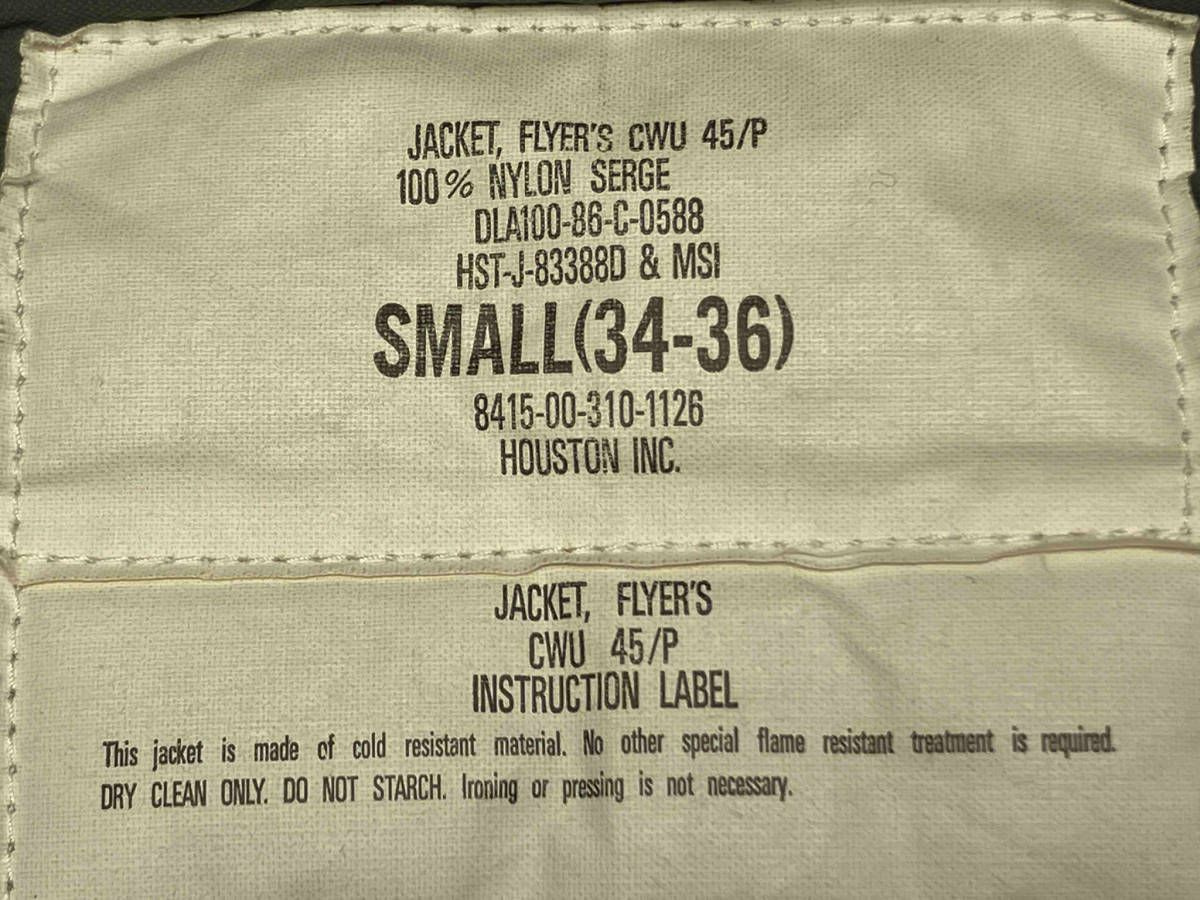 JACKET, FLYER'S CWU 45/P
100% NYLON SERGE
DLA100-86-C-0588
HST-J-83388D & MSI
SMALL(34-36)
8415-00-310-1126
HOUSTON INC.
JACKET, FLYER'S
CWU 45/P
INSTRUCTION LABEL
This jacket is made of cold resistant material. No other special flame resistant treatment is required.
DRY CLEAN ONLY. DO NOT STARCH. Ironing or pressing is not necessary.